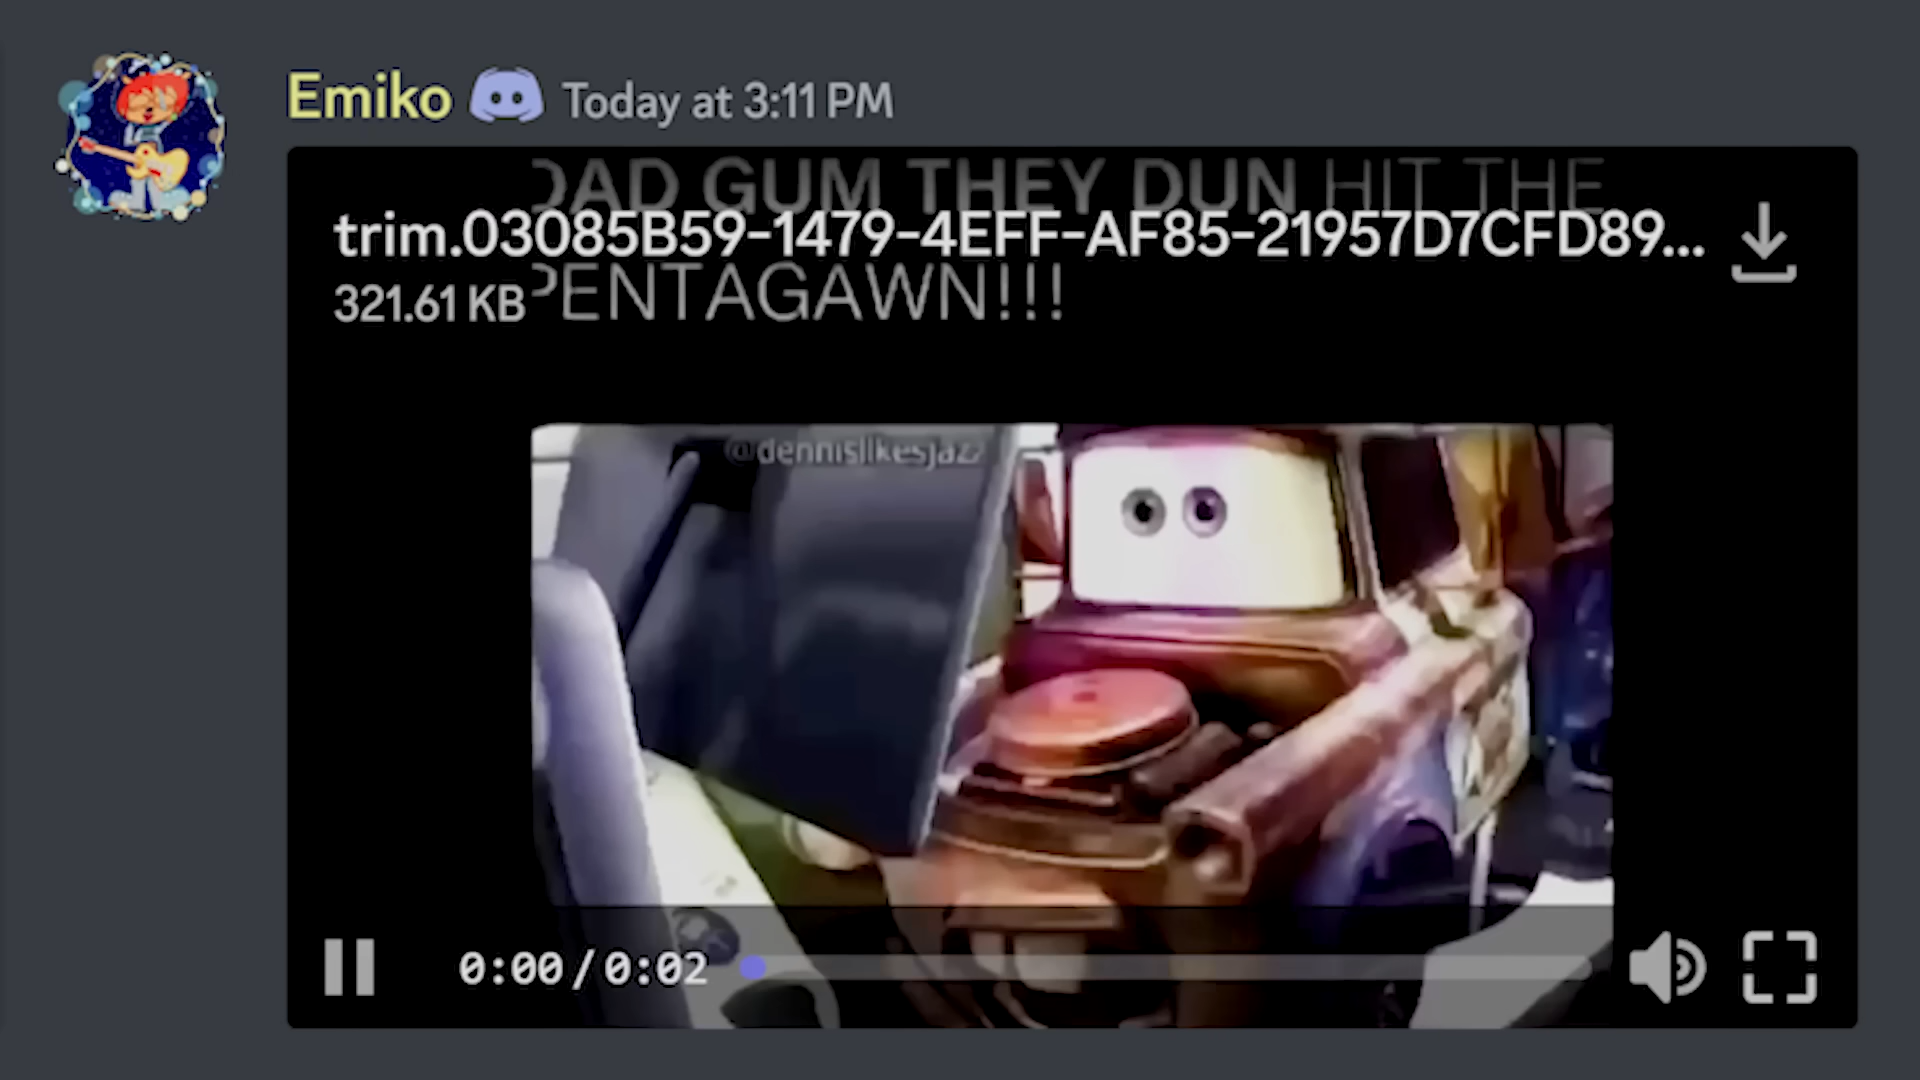 Emiko Today at 3:11 PM
DAD GUM THEY DUN HIT THE
trim.03085B59-1479-4EFF-AF85-21957D7CFD89...
PENTAGAWN!!!
321.61 KB
@dennislikesjazz
0:00/0:02